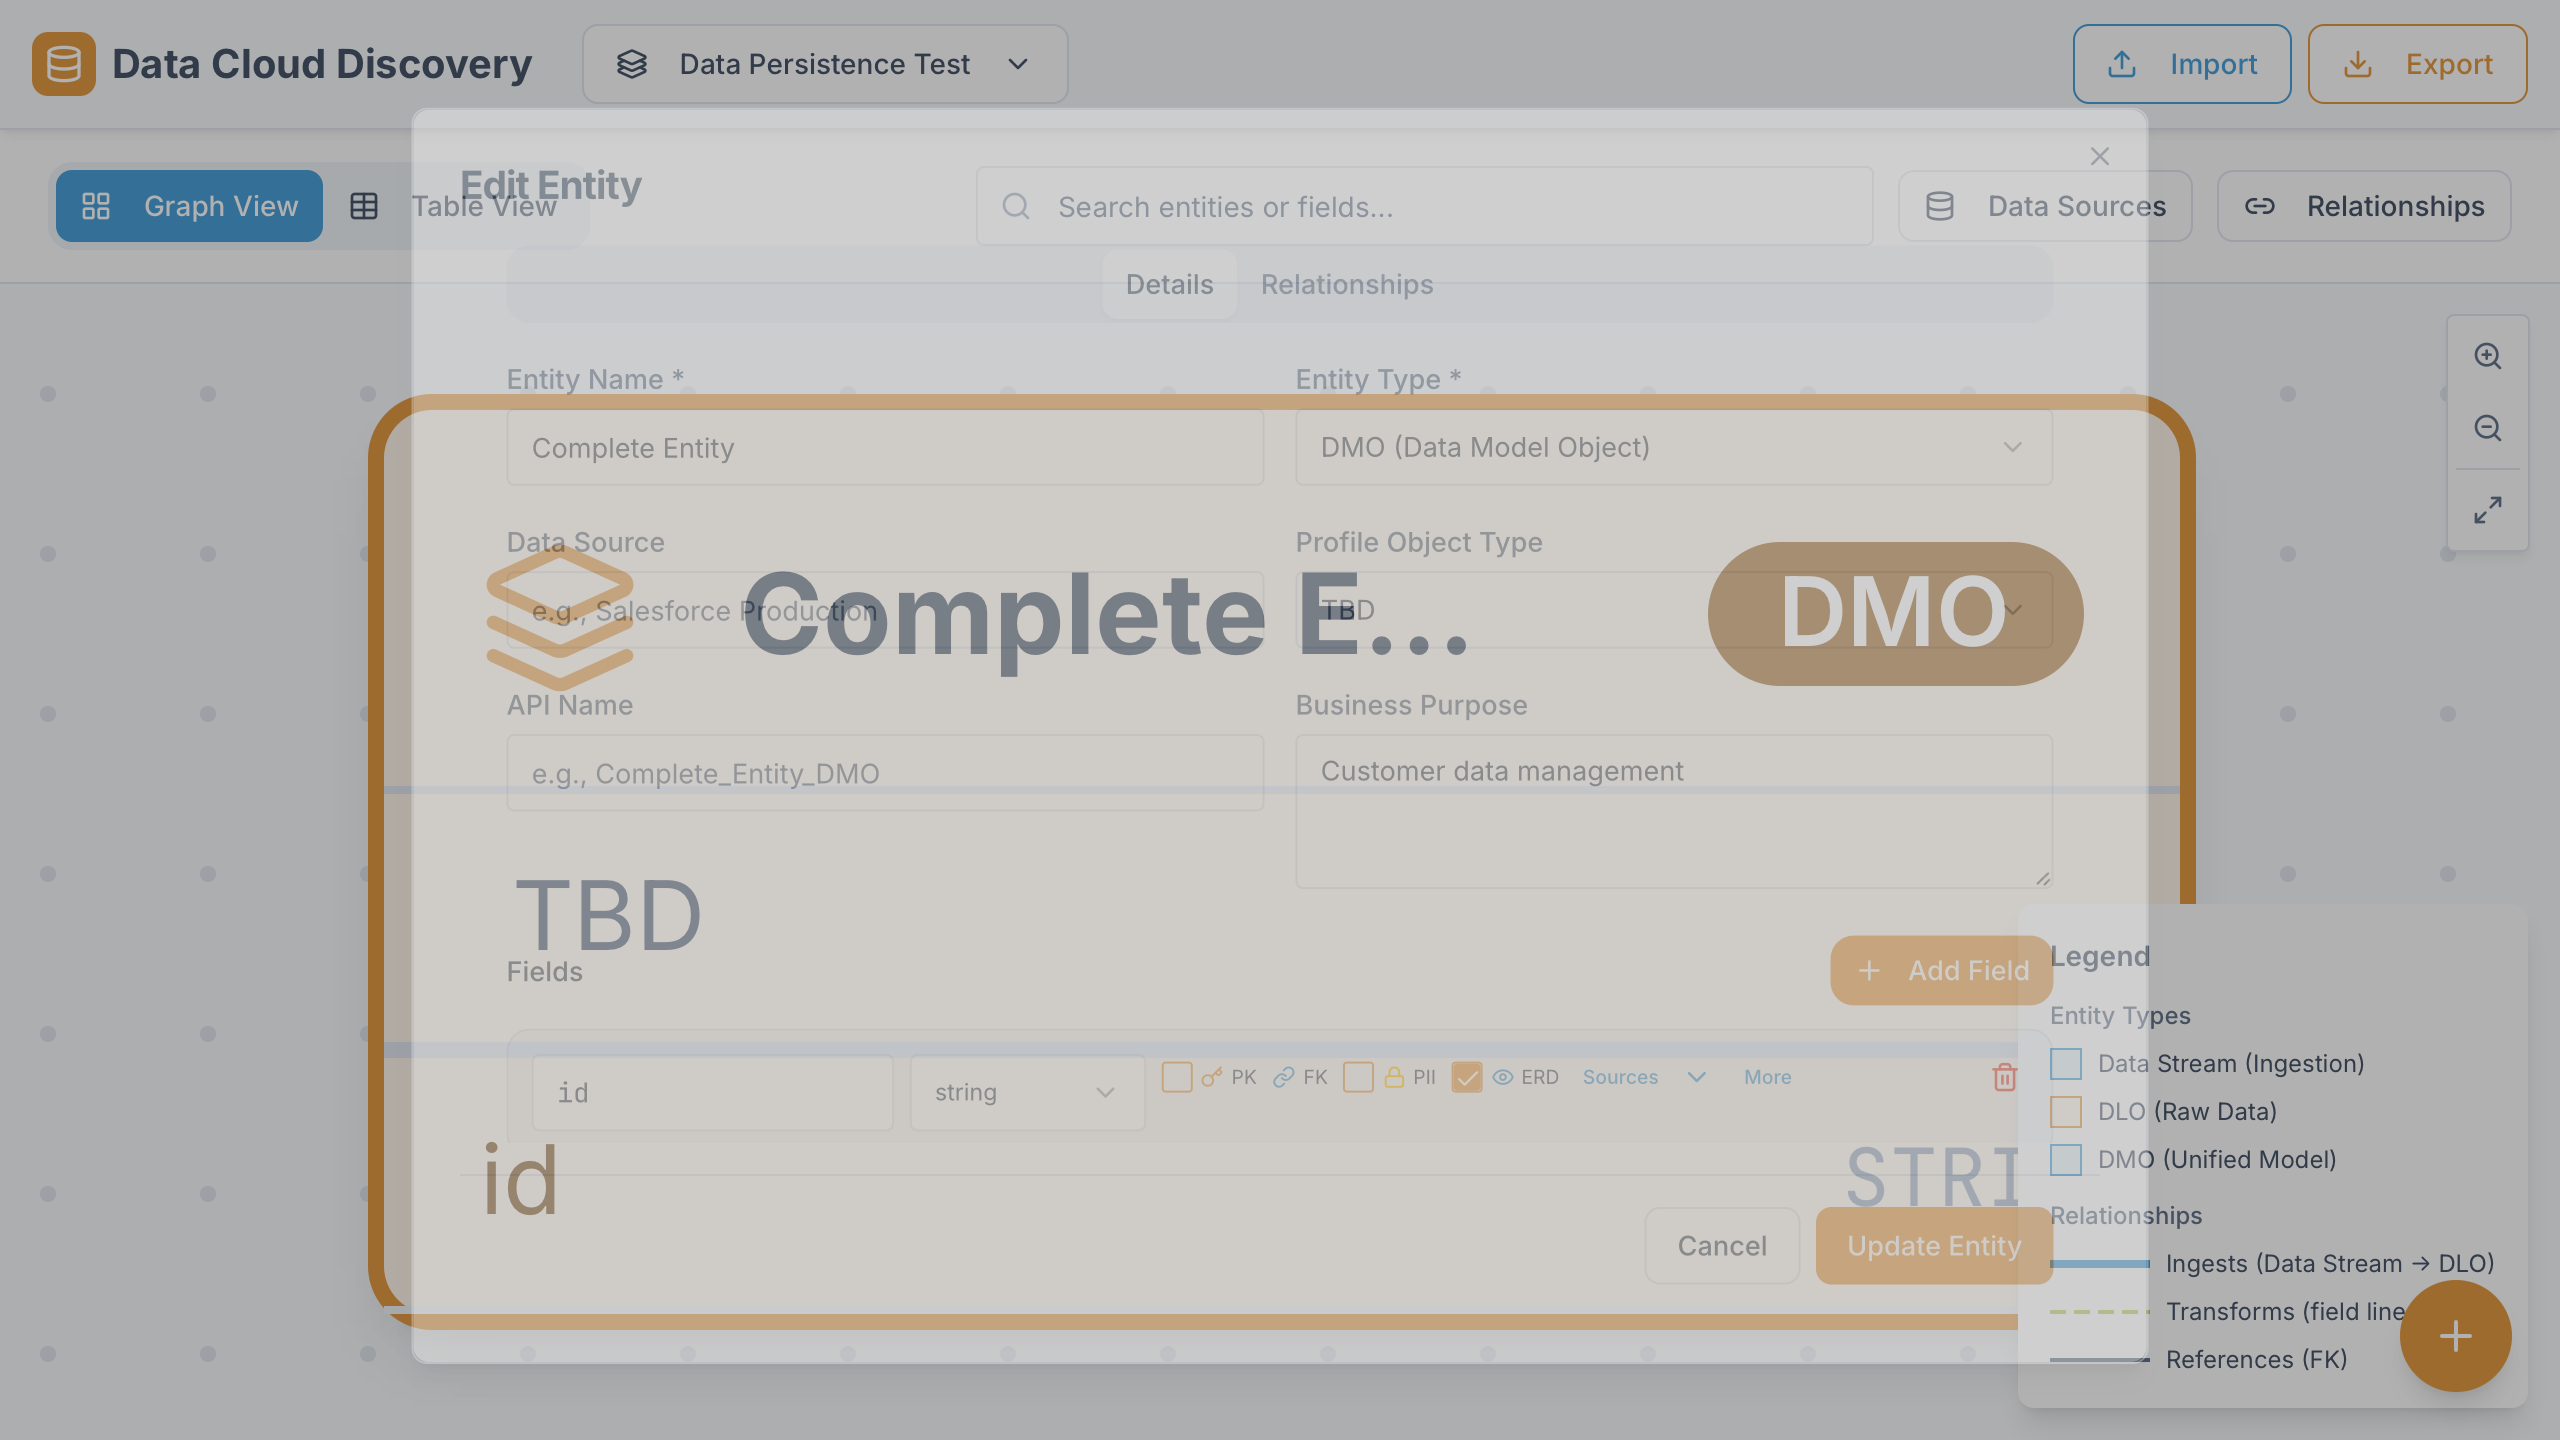 Data Cloud Discovery
Data Persistence Test
Import
Export
Graph View
Table View
Edit Entity
Search entities or fields...
Data Sources
Relationships
Details
Relationships
Entity Name *
Entity Type *
Complete Entity
DMO (Data Model Object)
Data Source
Profile Object Type
e.g., Salesforce Production
TBD
Complete E...
DMO
API Name
Business Purpose
e.g., Complete_Entity_DMO
Customer data management
TBD
Fields
Add Field
id
string
PK
FK
PII
ERD
Sources
More
id
STRI
Cancel
Update Entity
Legend
Entity Types
Data Stream (Ingestion)
DLO (Raw Data)
DMO (Unified Model)
Relationships
Ingests (Data Stream → DLO)
Transforms (field line
References (FK)